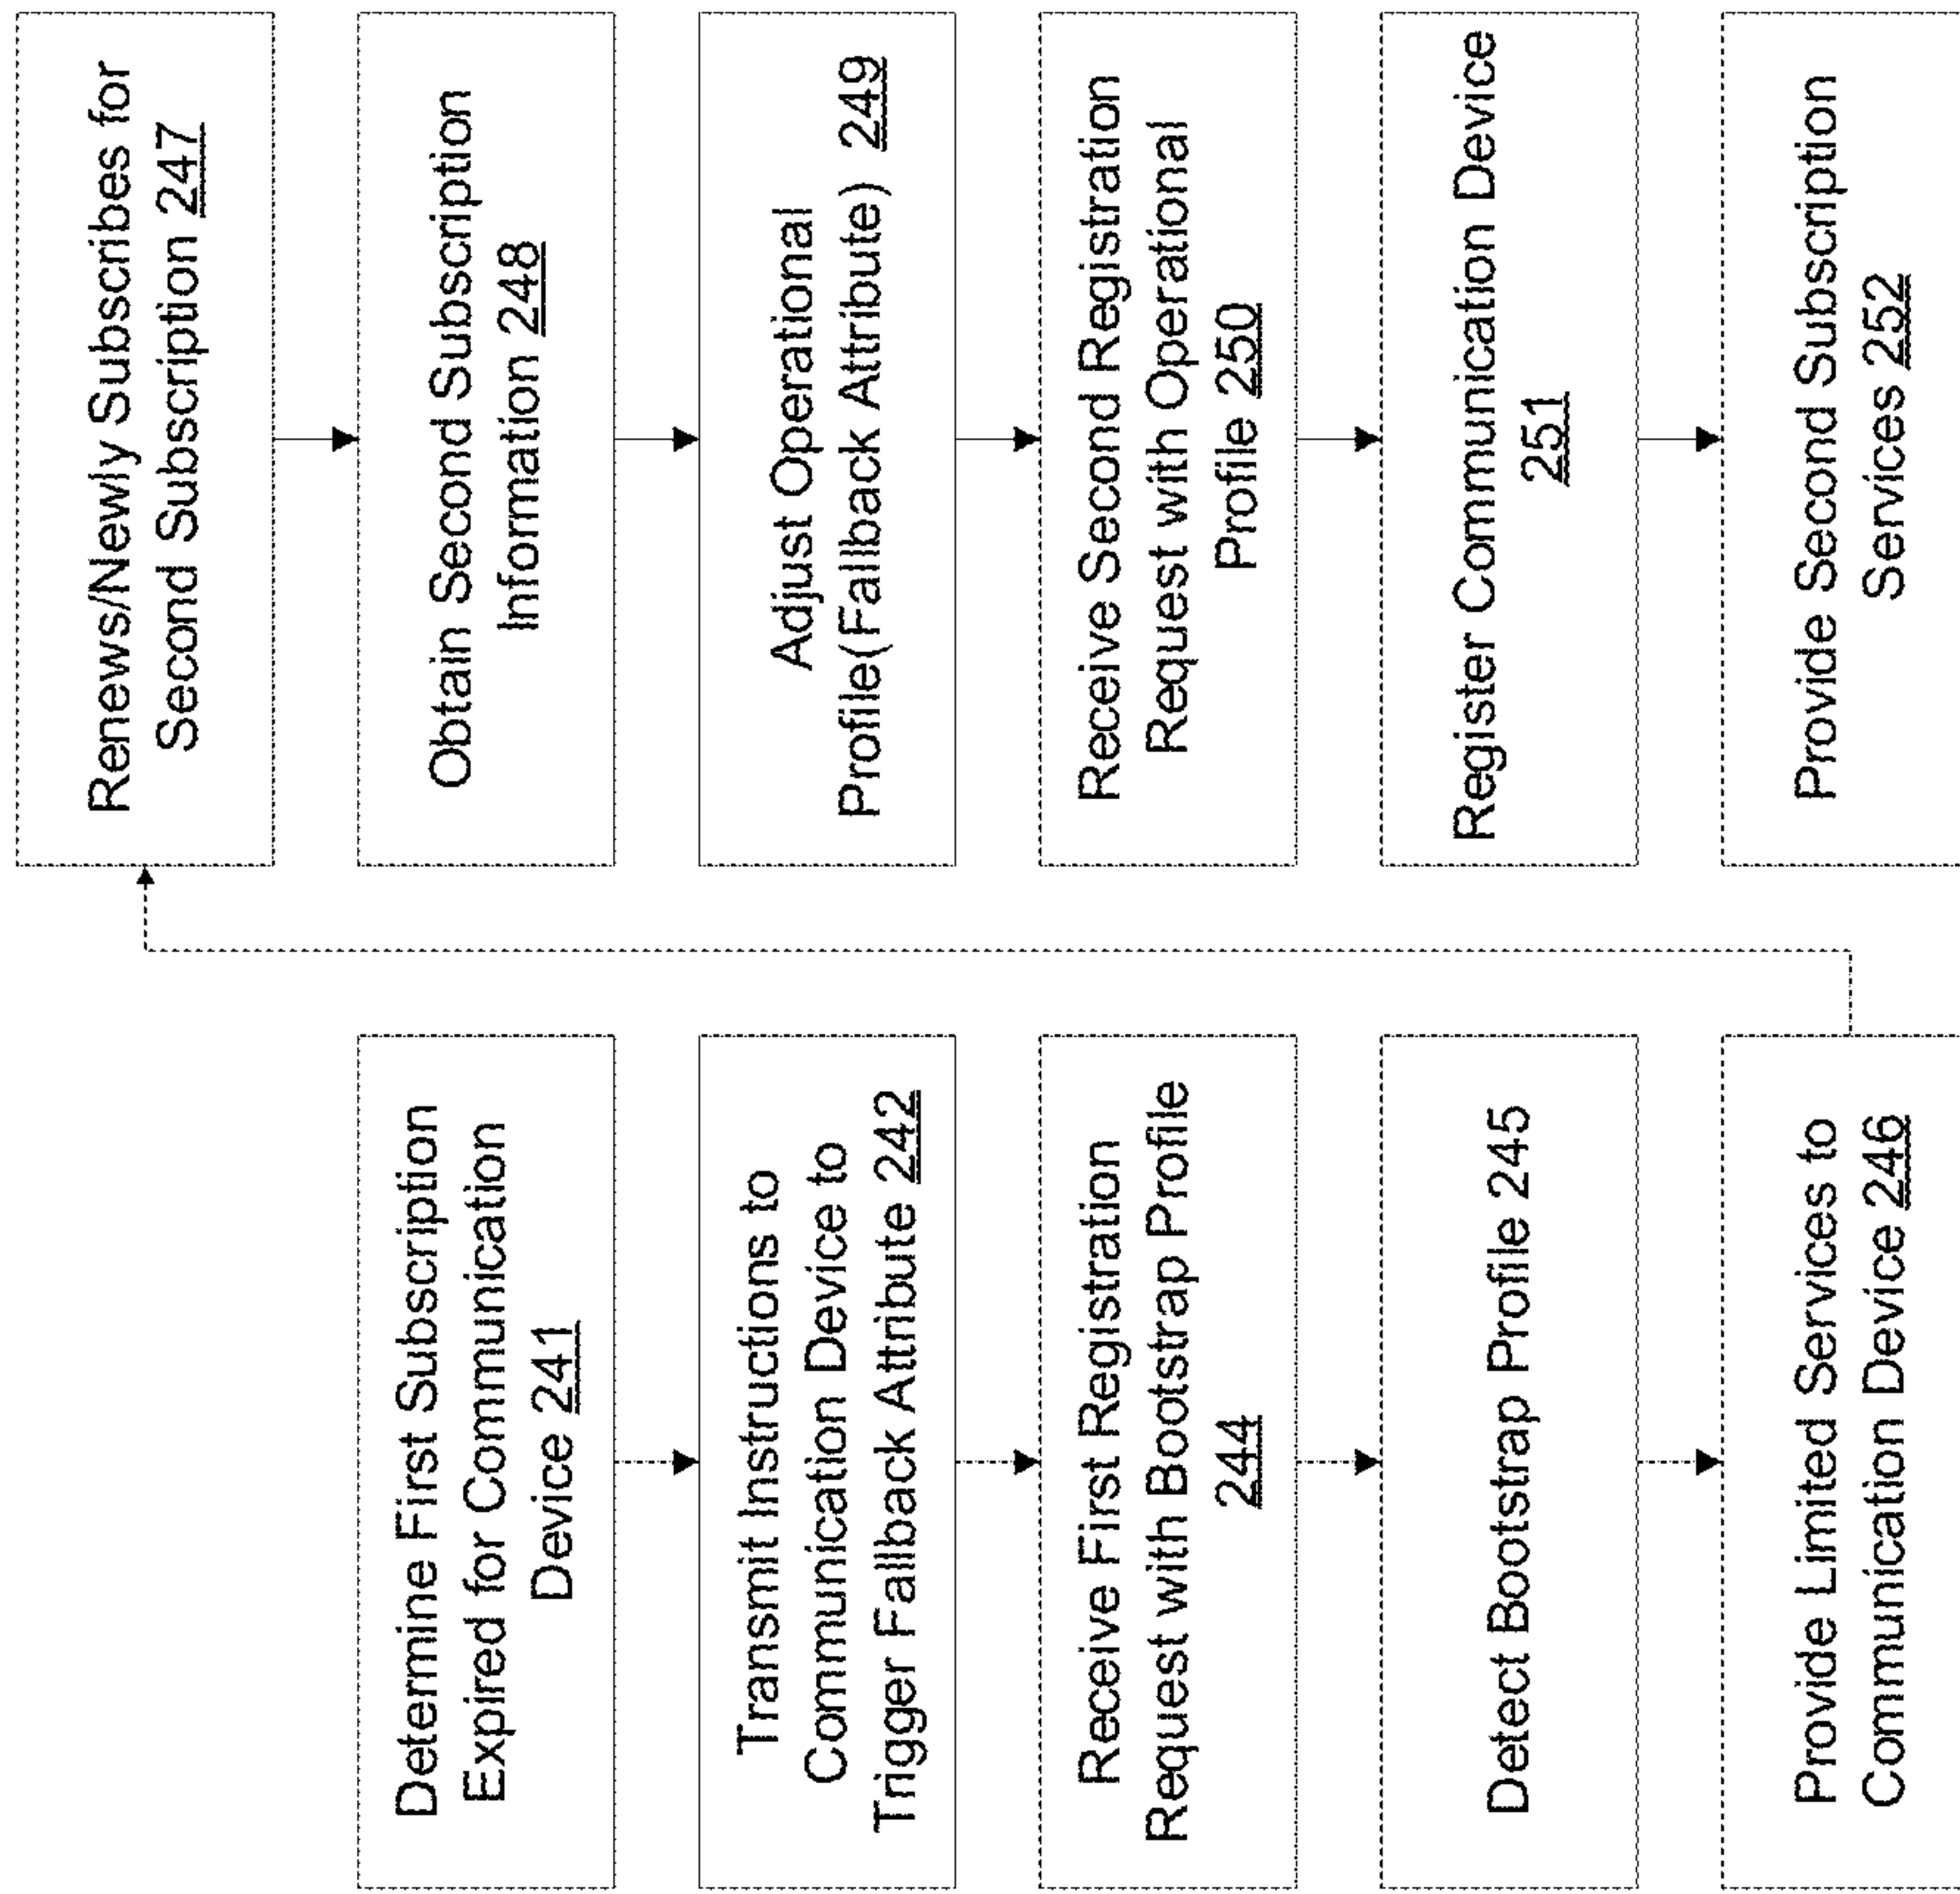 Determine First Subscription
Expired for Communication
Device 241
Transmit Instructions to
Communication Device to
Trigger Fallback Attribute 242
Receive First Registration
Request with Bootstrap Profile
244
Detect Bootstrap Profile 245
Provide Limited Services to
Communication Device 246
Renews/Newly Subscribes for
Second Subscription 247
Obtain Second Subscription
Information 248
Adjust Operational
Profile(Fallback Attribute) 249
Receive Second Registration
Request with Operational
Profile 250
Register Communication Device
251
Provide Second Subscription
Services 252